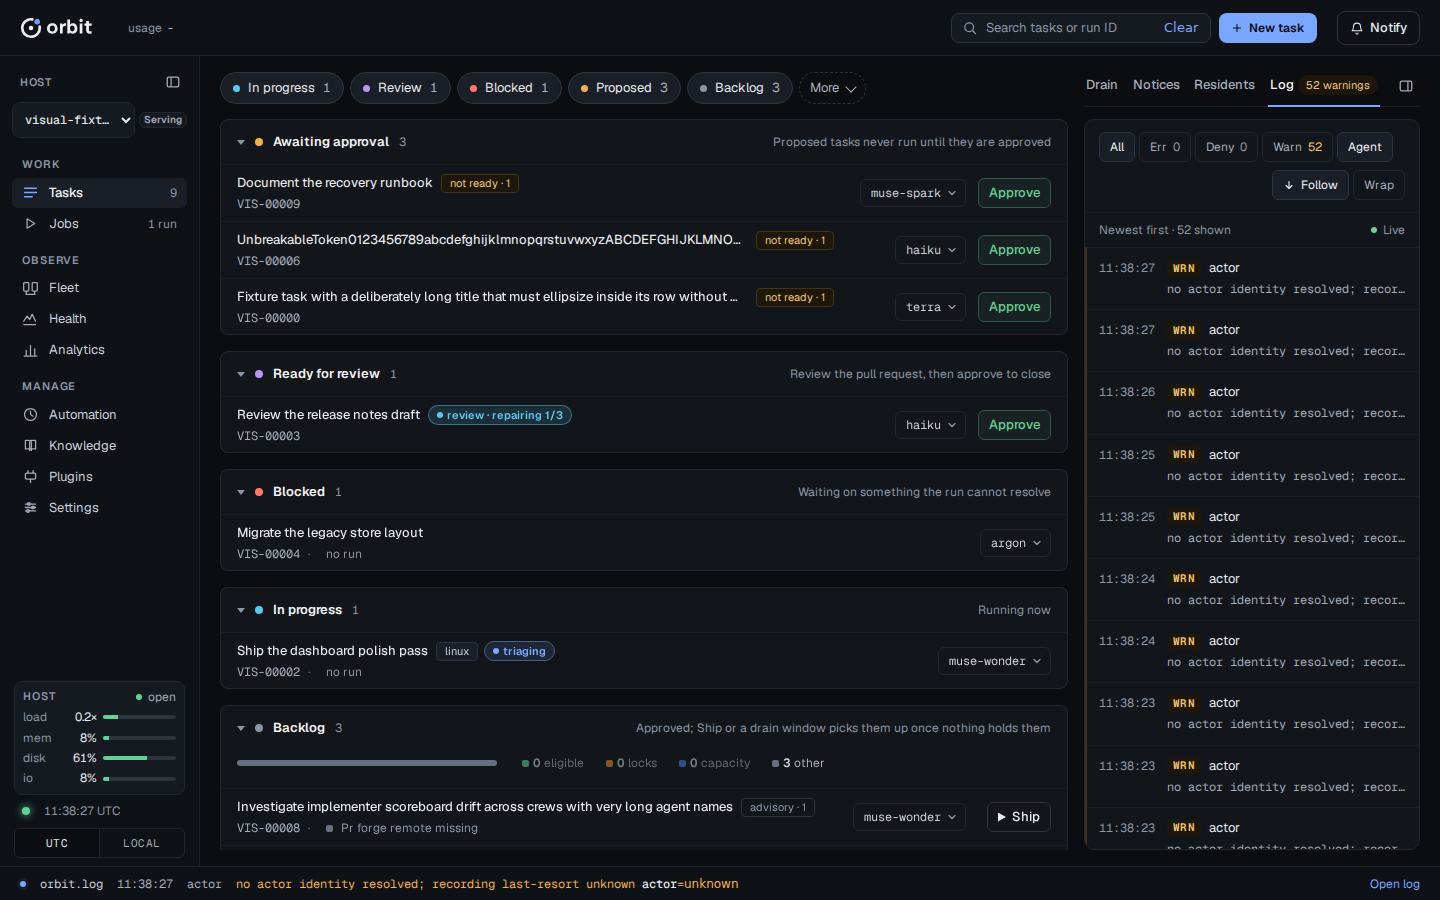 orbit
usage -
Search tasks or run ID
Clear
+ New task
Notify
HOST
visual-fixt…
Serving
WORK
Tasks 9
Jobs 1 run
OBSERVE
Fleet
Health
Analytics
MANAGE
Automation
Knowledge
Plugins
Settings
HOST open
load 0.2×
mem 8%
disk 61%
io 8%
11:38:27 UTC
UTC LOCAL
In progress 1
Review 1
Blocked 1
Proposed 3
Backlog 3
More
Awaiting approval 3
Proposed tasks never run until they are approved
Document the recovery runbook not ready · 1
VIS-00009
muse-spark Approve
UnbreakableToken0123456789abcdefghijklmnopqrstuvwxyzABCDEFGHIJKLMNO… not ready · 1
VIS-00006
haiku Approve
Fixture task with a deliberately long title that must ellipsize inside its row without … not ready · 1
VIS-00000
terra Approve
Ready for review 1
Review the pull request, then approve to close
Review the release notes draft review · repairing 1/3
VIS-00003
haiku Approve
Blocked 1
Waiting on something the run cannot resolve
Migrate the legacy store layout
VIS-00004 · no run
argon
In progress 1
Running now
Ship the dashboard polish pass linux triaging
VIS-00002 · no run
muse-wonder
Backlog 3
Approved; Ship or a drain window picks them up once nothing holds them
0 eligible 0 locks 0 capacity 3 other
Investigate implementer scoreboard drift across crews with very long agent names advisory · 1
VIS-00008 · Pr forge remote missing
muse-wonder Ship
Drain Notices Residents Log 52 warnings
All Err 0 Deny 0 Warn 52 Agent
Follow Wrap
Newest first · 52 shown Live
11:38:27 WRN actor
no actor identity resolved; recor…
11:38:27 WRN actor
no actor identity resolved; recor…
11:38:26 WRN actor
no actor identity resolved; recor…
11:38:25 WRN actor
no actor identity resolved; recor…
11:38:25 WRN actor
no actor identity resolved; recor…
11:38:24 WRN actor
no actor identity resolved; recor…
11:38:24 WRN actor
no actor identity resolved; recor…
11:38:23 WRN actor
no actor identity resolved; recor…
11:38:23 WRN actor
no actor identity resolved; recor…
11:38:23 WRN actor
no actor identity resolved; recor…
orbit.log 11:38:27 actor no actor identity resolved; recording last-resort unknown actor=unknown
Open log